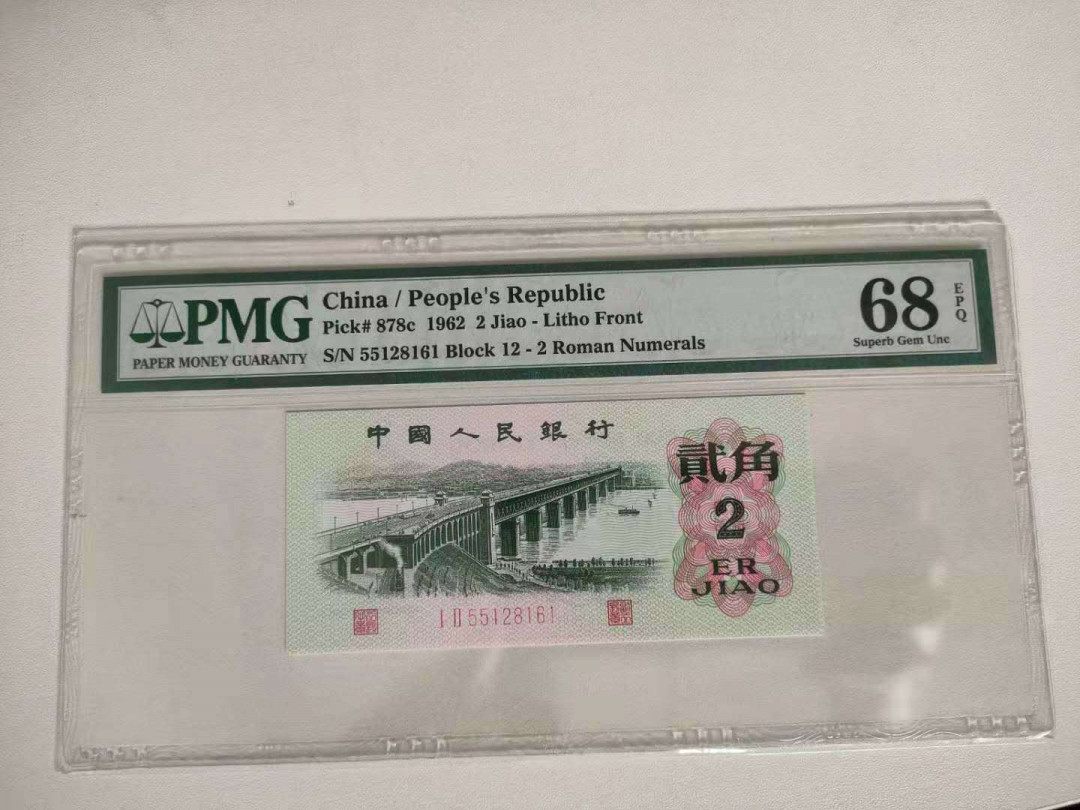 PMG
PAPER MONEY GUARANTY
China / People's Republic
Pick# 878c 1962 2 Jiao - Litho Front
S/N 55128161 Block 12 - 2 Roman Numerals
68
EPQ
Superb Gem Unc
中國人民銀行
貳角
2
ER
JIAO
I II 55128161